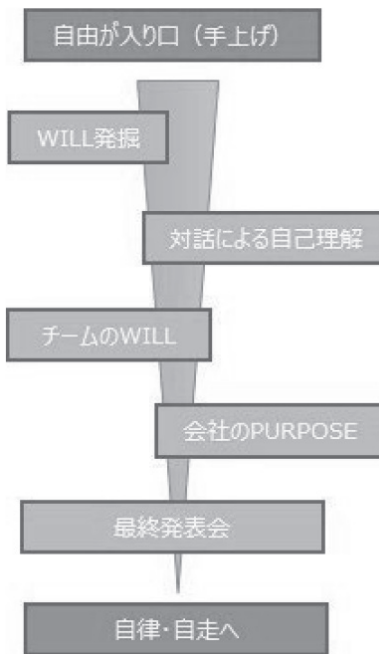 自由が入り口（手上げ）
WILL発掘
対話による自己理解
チームのWILL
会社のPURPOSE
最終発表会
自律・自走へ